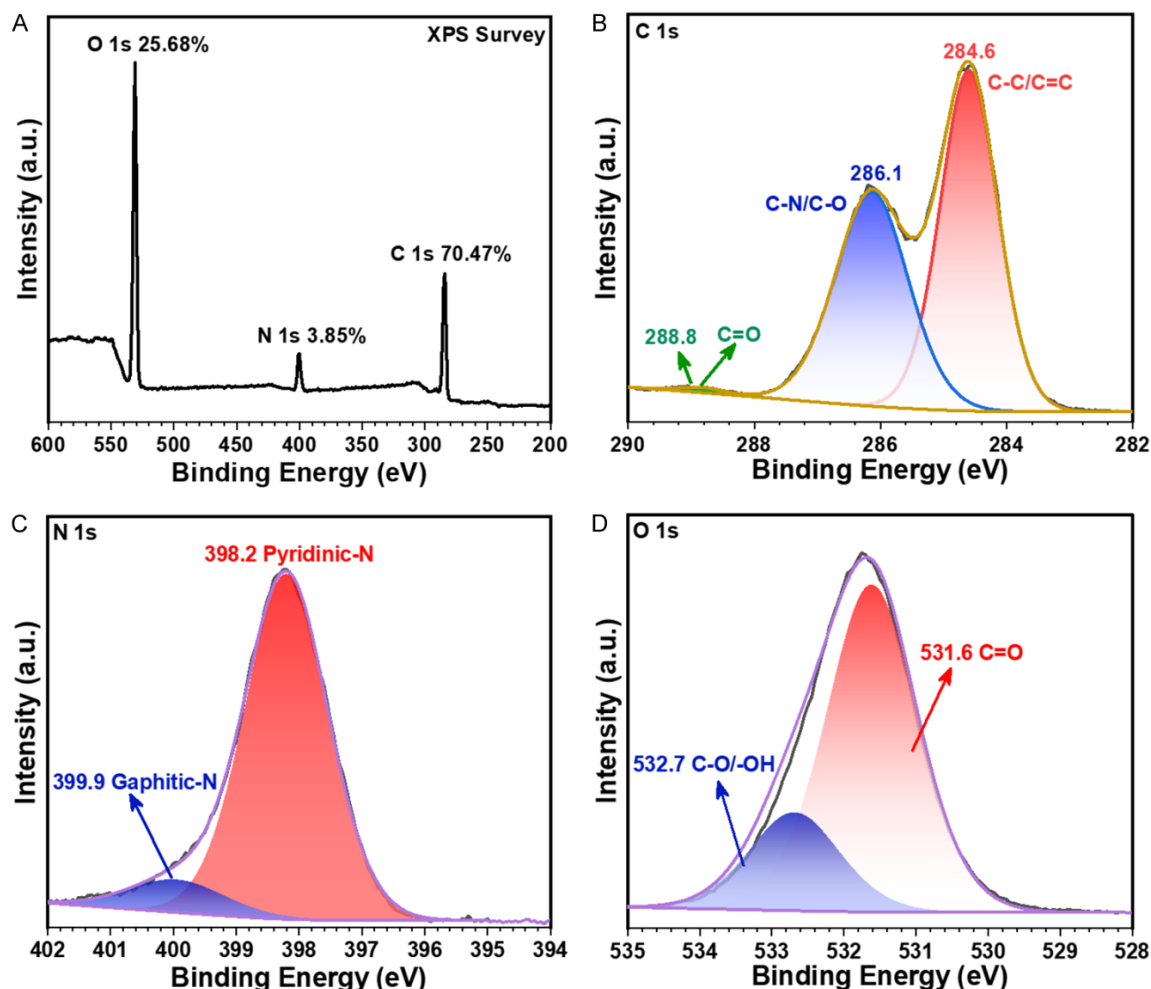 A
XPS Survey
O 1s 25.68%
N 1s 3.85%
C 1s 70.47%
Intensity (a.u.)
600 550 500 450 400 350 300 250 200
Binding Energy (eV)
B
C 1s
284.6
C-C/C=C
286.1
C-N/C-O
288.8
C=O
Intensity (a.u.)
290 288 286 284 282
Binding Energy (eV)
C
N 1s
398.2 Pyridinic-N
399.9 Gaphitic-N
Intensity (a.u.)
402 401 400 399 398 397 396 395 394
Binding Energy (eV)
D
O 1s
531.6 C=O
532.7 C-O/-OH
Intensity (a.u.)
535 534 533 532 531 530 529 528
Binding Energy (eV)